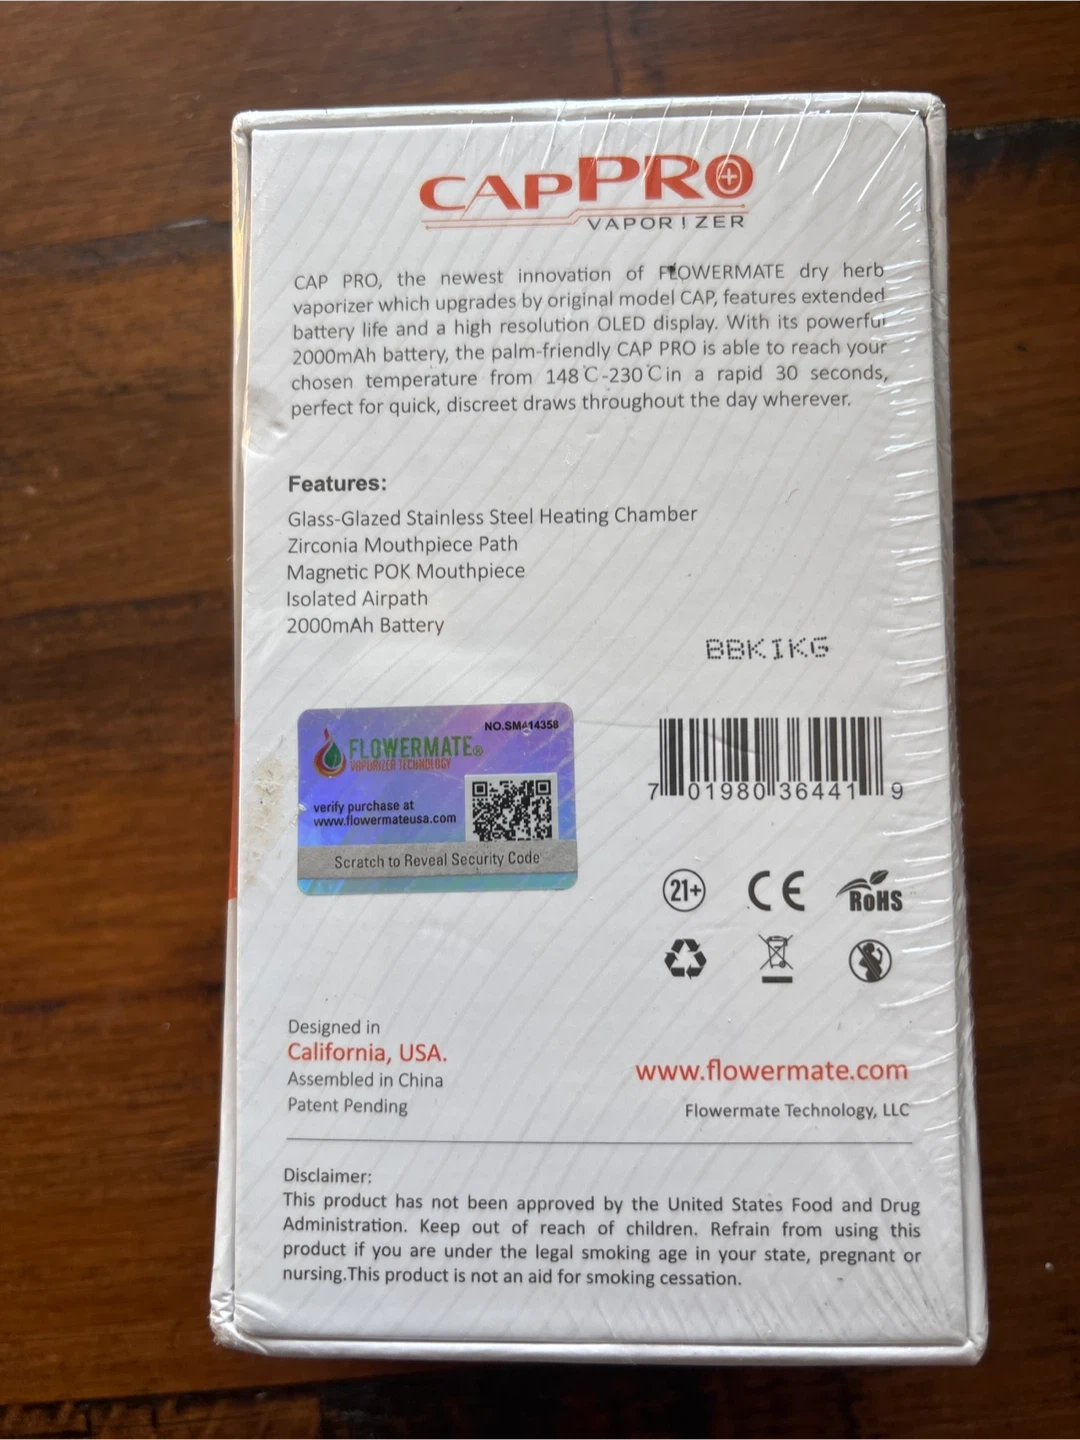 CAPPRO
VAPORIZER
CAP PRO, the newest innovation of FLOWERMATE dry herb
vaporizer which upgrades by original model CAP, features extended
battery life and a high resolution OLED display. With its powerful
2000mAh battery, the palm-friendly CAP PRO is able to reach your
chosen temperature from 148℃-230℃in a rapid 30 seconds,
perfect for quick, discreet draws throughout the day wherever.
Features:
Glass-Glazed Stainless Steel Heating Chamber
Zirconia Mouthpiece Path
Magnetic POK Mouthpiece
Isolated Airpath
2000mAh Battery
BBKIKG
NO.SM414358
FLOWERMATE®
VAPORIZER TECHNOLOGY
verify purchase at
www.flowermateusa.com
Scratch to Reveal Security Code
7 01980 36441 9
21+ CE RoHS
Designed in
California, USA.
Assembled in China
Patent Pending
www.flowermate.com
Flowermate Technology, LLC
Disclaimer:
This product has not been approved by the United States Food and Drug
Administration. Keep out of reach of children. Refrain from using this
product if you are under the legal smoking age in your state, pregnant or
nursing.This product is not an aid for smoking cessation.